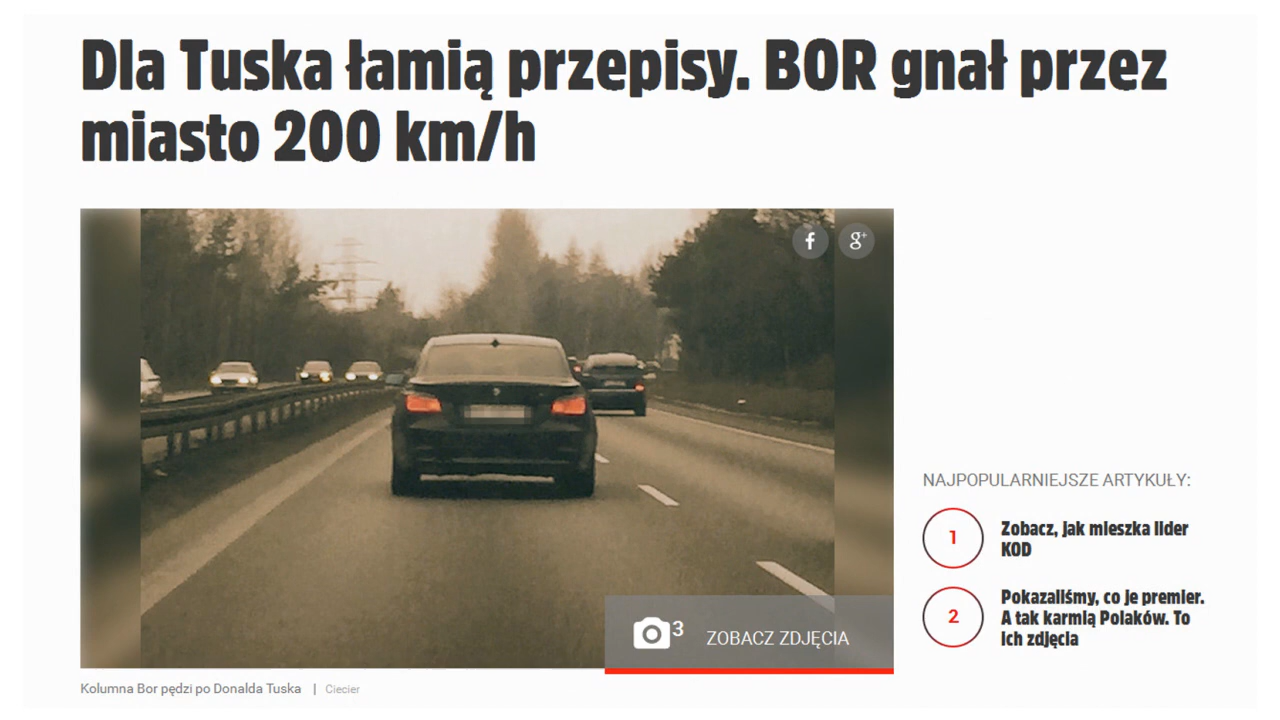 Dla Tuska łamią przepisy. BOR gnał przez
miasto 200 km/h
f
g+
3
ZOBACZ ZDJĘCIA
Kolumna Bor pędzi po Donalda Tuska | Ciecier
NAJPOPULARNIEJSZE ARTYKUŁY:
1
Zobacz, jak mieszka lider
KOD
2
Pokazaliśmy, co je premier.
A tak karmią Polaków. To
ich zdjęcia